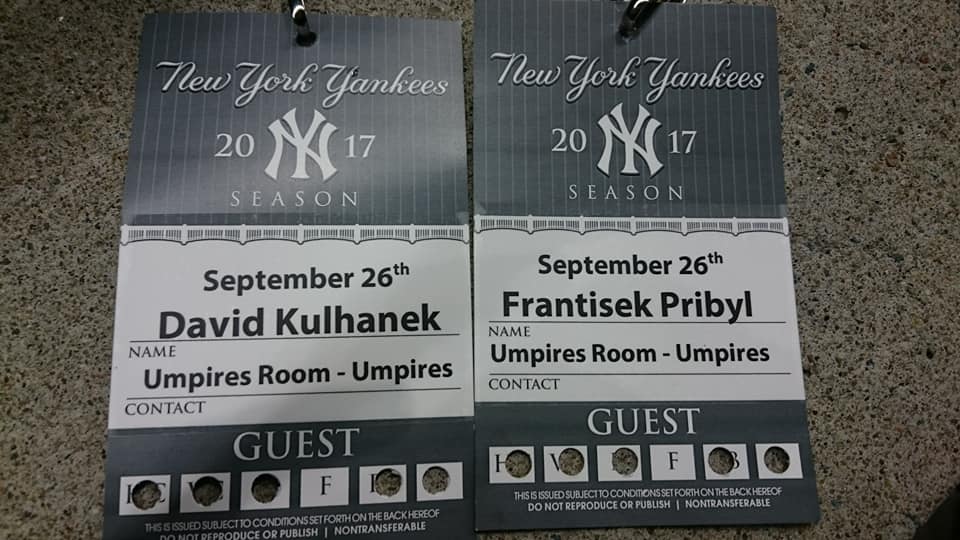 New York Yankees
20 NY 17
SEASON
September 26th
David Kulhanek
NAME
Umpires Room - Umpires
CONTACT
GUEST
F
THIS IS ISSUED SUBJECT TO CONDITIONS SET FORTH ON THE BACK HEREOF
DO NOT REPRODUCE OR PUBLISH | NONTRANSFERABLE
New York Yankees
20 NY 17
SEASON
September 26th
Frantisek Pribyl
NAME
Umpires Room - Umpires
CONTACT
GUEST
F
THIS IS ISSUED SUBJECT TO CONDITIONS SET FORTH ON THE BACK HEREOF
DO NOT REPRODUCE OR PUBLISH | NONTRANSFERABLE